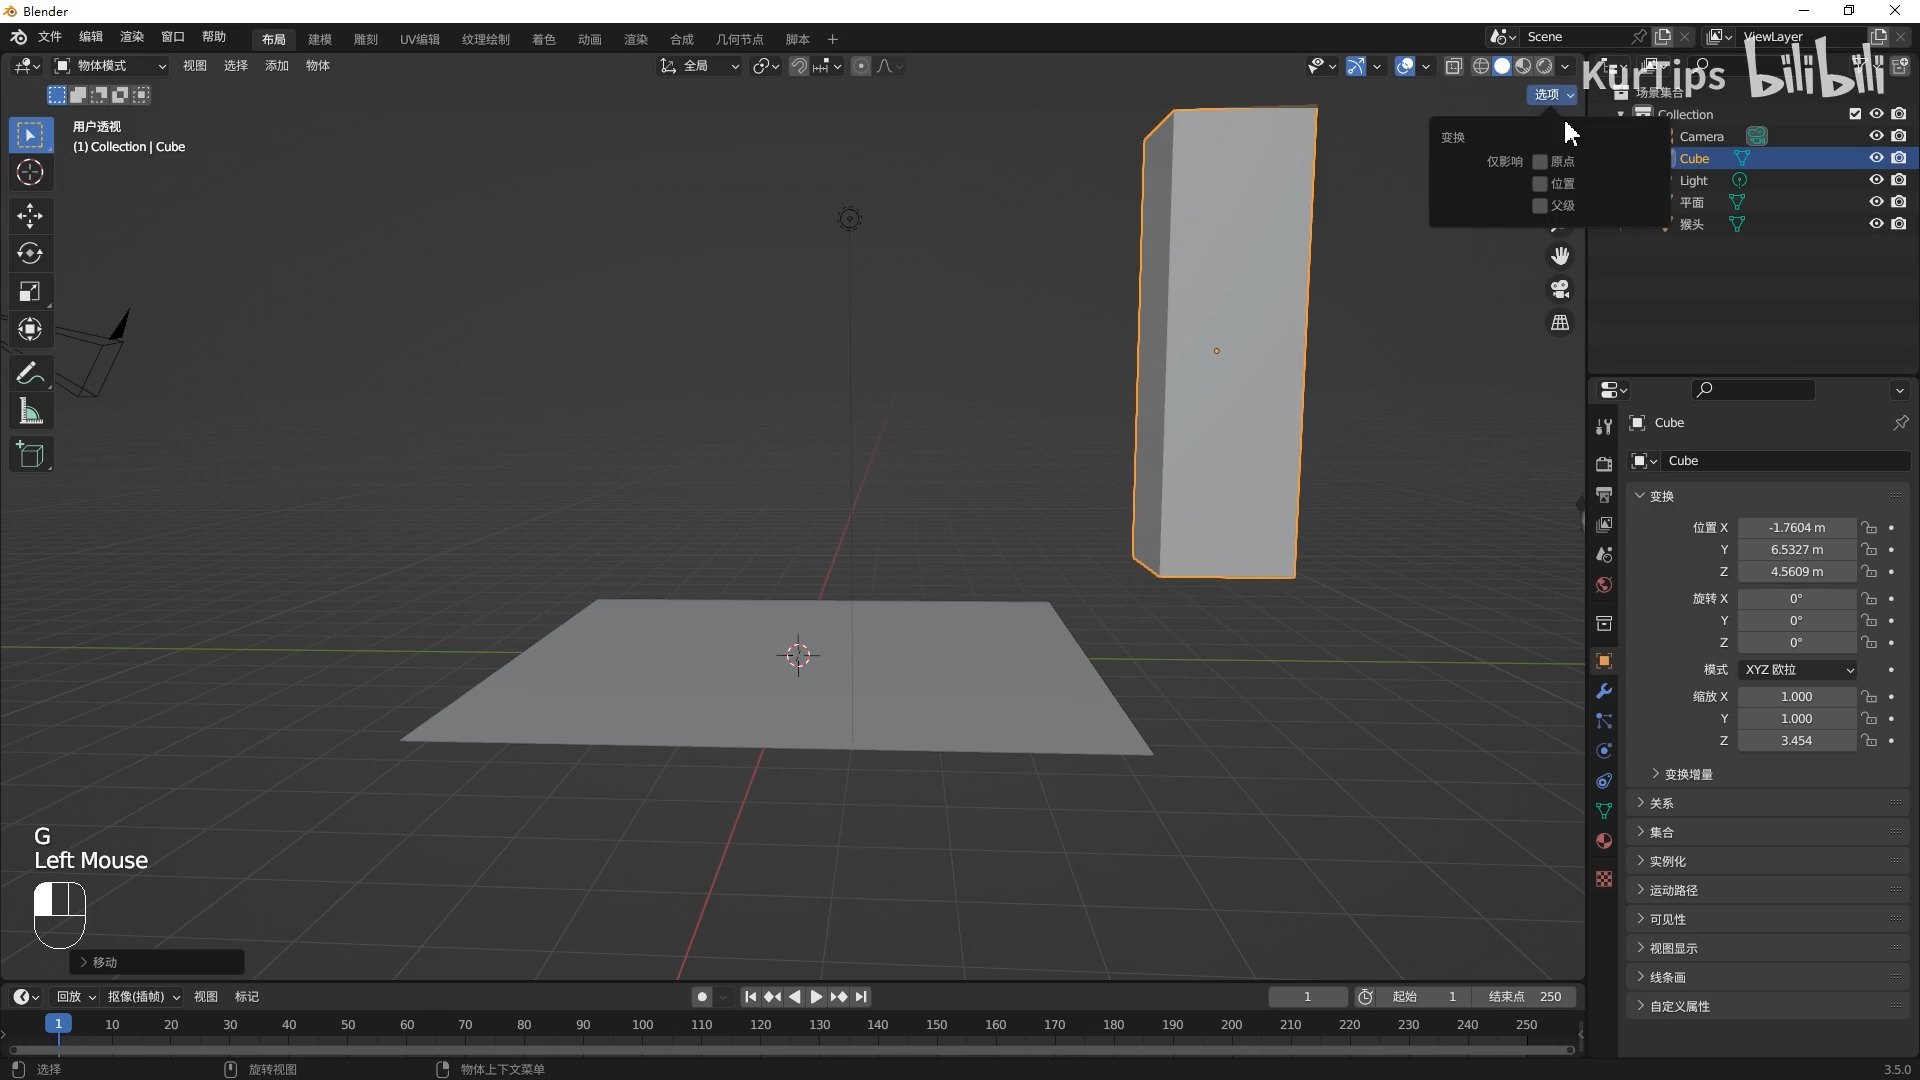 Blender
文件 编辑 渲染 窗口 帮助 布局 建模 雕刻 UV编辑 纹理绘制 着色 动画 渲染 合成 几何节点 脚本 + Scene ViewLayer
物体模式 视图 选择 添加 物体 全局
KurTips bilibili
选项
场景集合
用户透视
(1) Collection | Cube
Collection
Camera
Cube
Light
平面
猴头
变换
仅影响 原点
位置
父级
Cube
Cube
变换
位置 X -1.7604 m
Y 6.5327 m
Z 4.5609 m
旋转 X 0°
Y 0°
Z 0°
模式 XYZ 欧拉
缩放 X 1.000
Y 1.000
Z 3.454
变换增量
关系
集合
实例化
运动路径
可见性
视图显示
线条画
自定义属性
G
Left Mouse
移动
回放 抠像(插帧) 视图 标记 1 起始 1 结束点 250
1 10 20 30 40 50 60 70 80 90 100 110 120 130 140 150 160 170 180 190 200 210 220 230 240 250
选择 旋转视图 物体上下文菜单 3.5.0